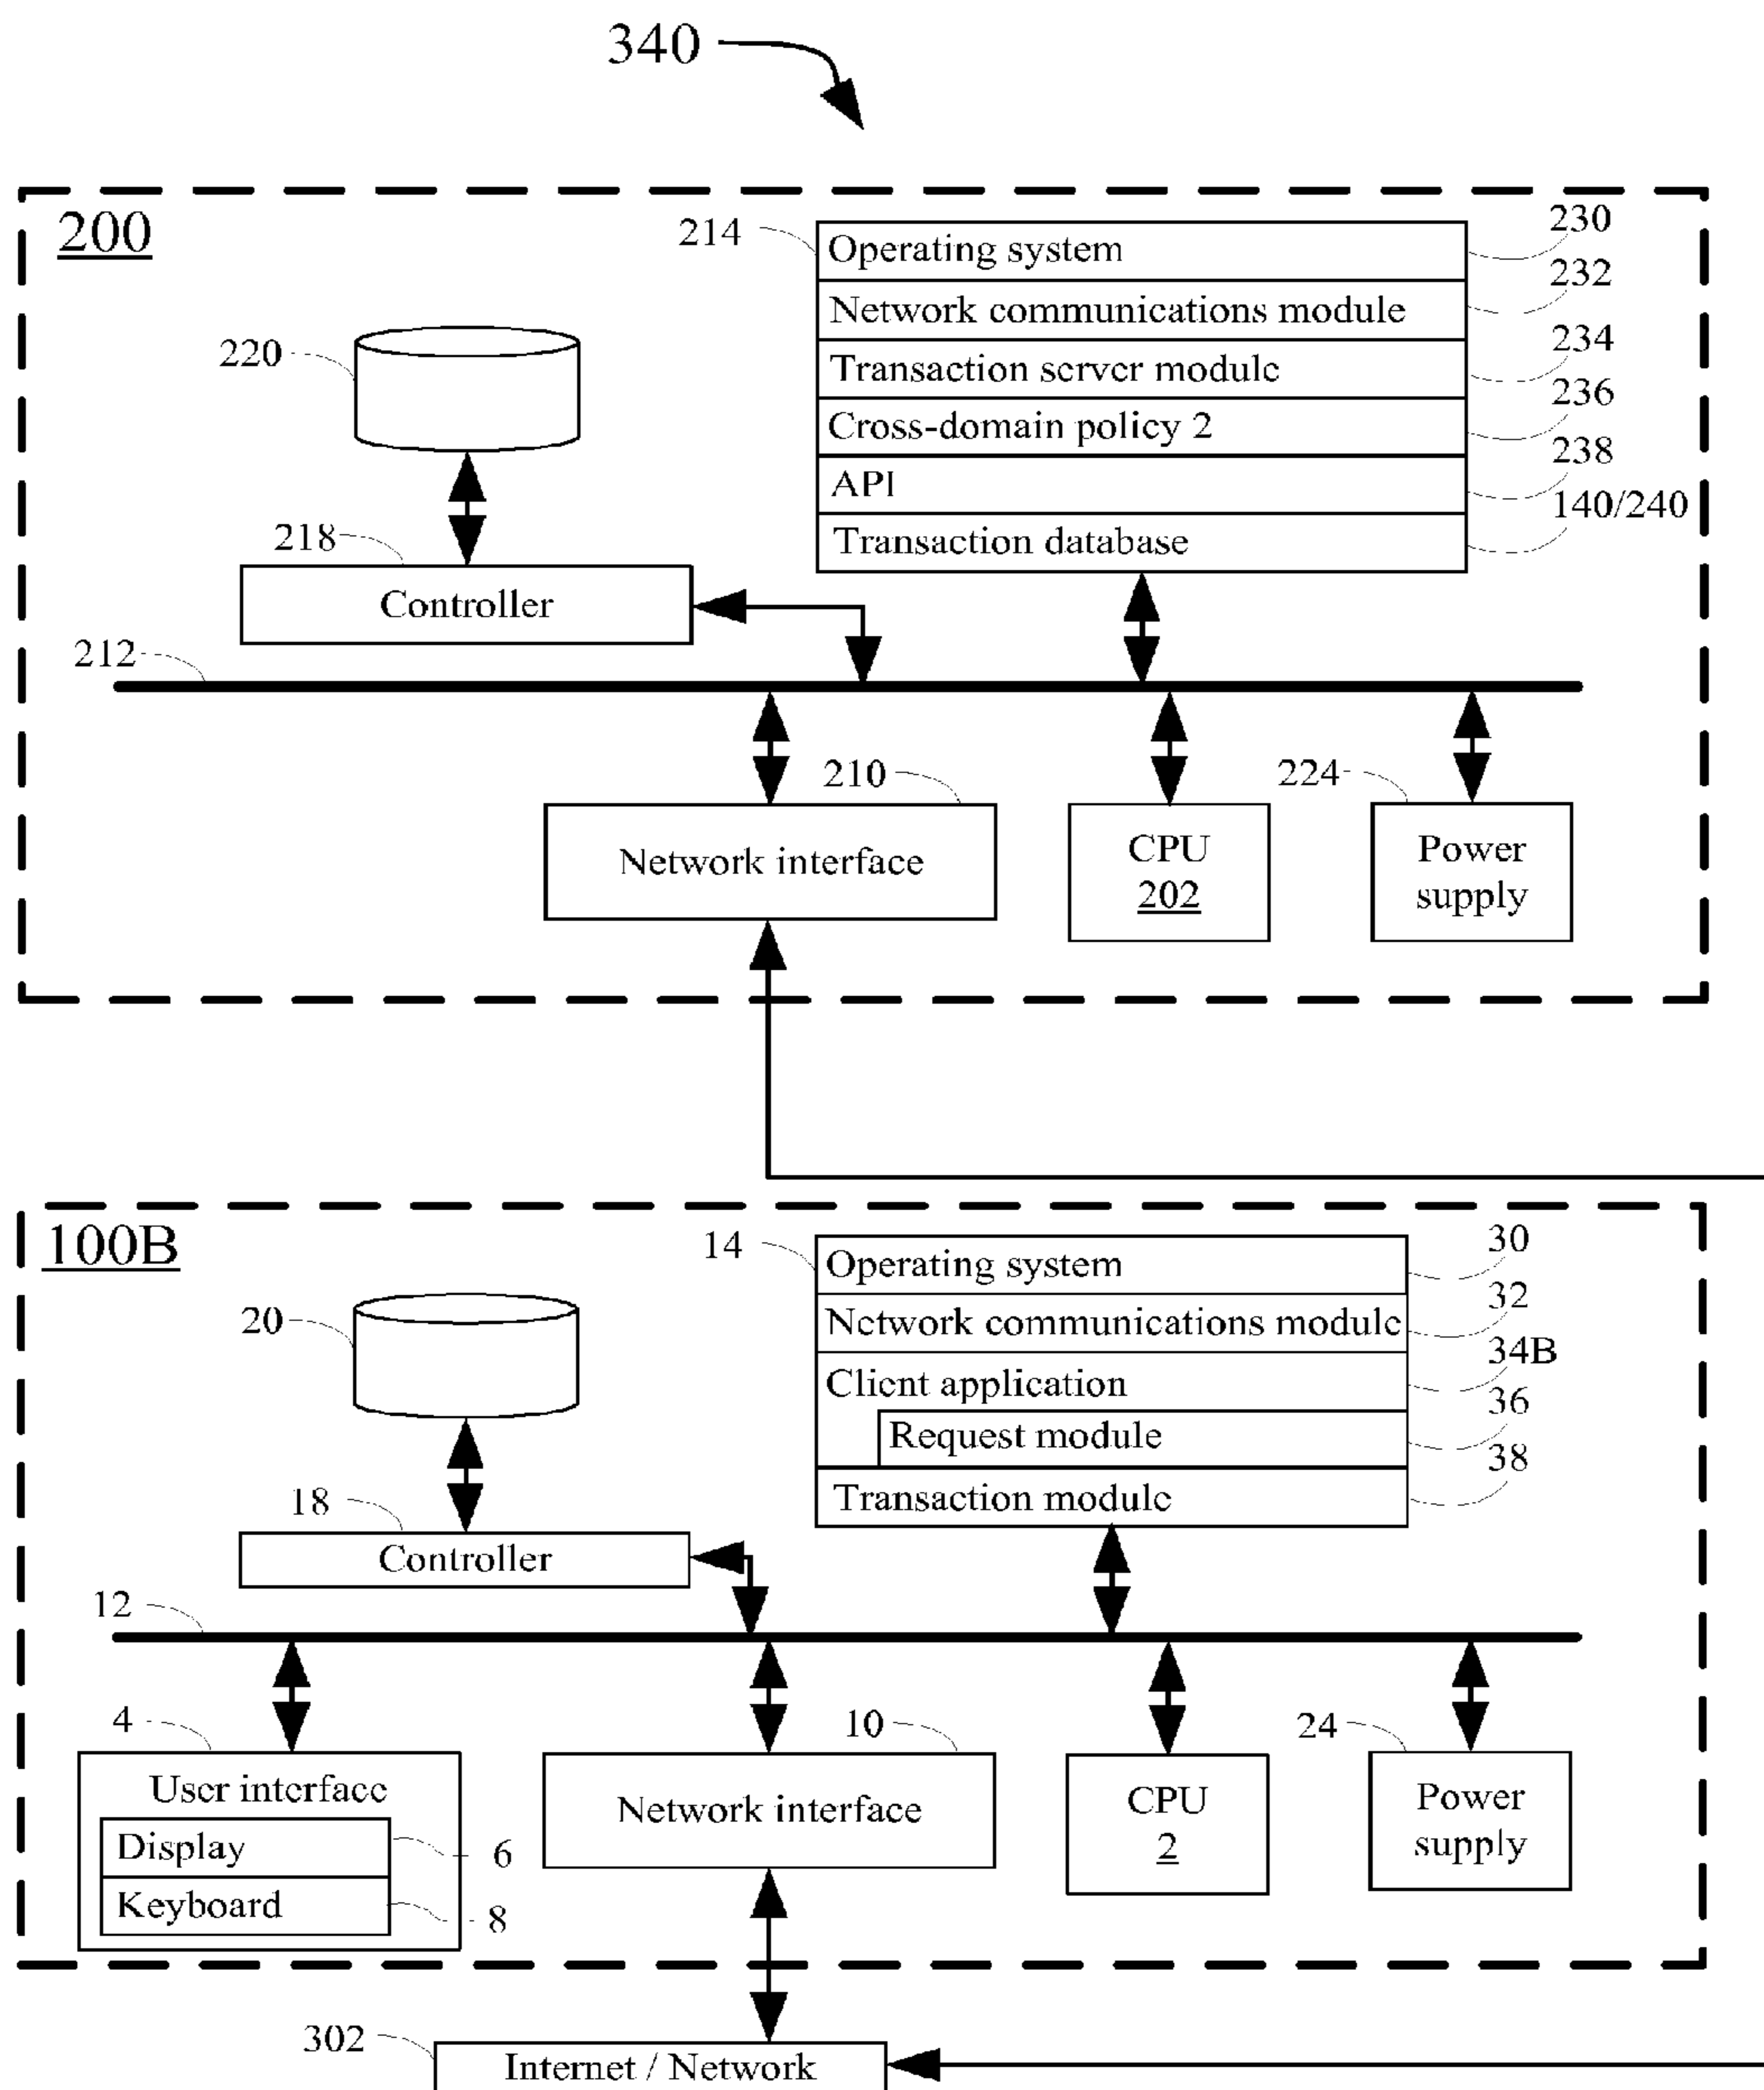 340
200
214
Operating system
230
Network communications module
232
220
Transaction server module
234
Cross-domain policy 2
236
API
238
Transaction database
140/240
218
Controller
212
210
224
Network interface
CPU
202
Power
supply
100B
14
Operating system
30
20
Network communications module
32
Client application
34B
Request module
36
18
Transaction module
38
Controller
12
4
10
24
User interface
Display
6
Keyboard
8
Network interface
CPU
2
Power
supply
302
Internet / Network